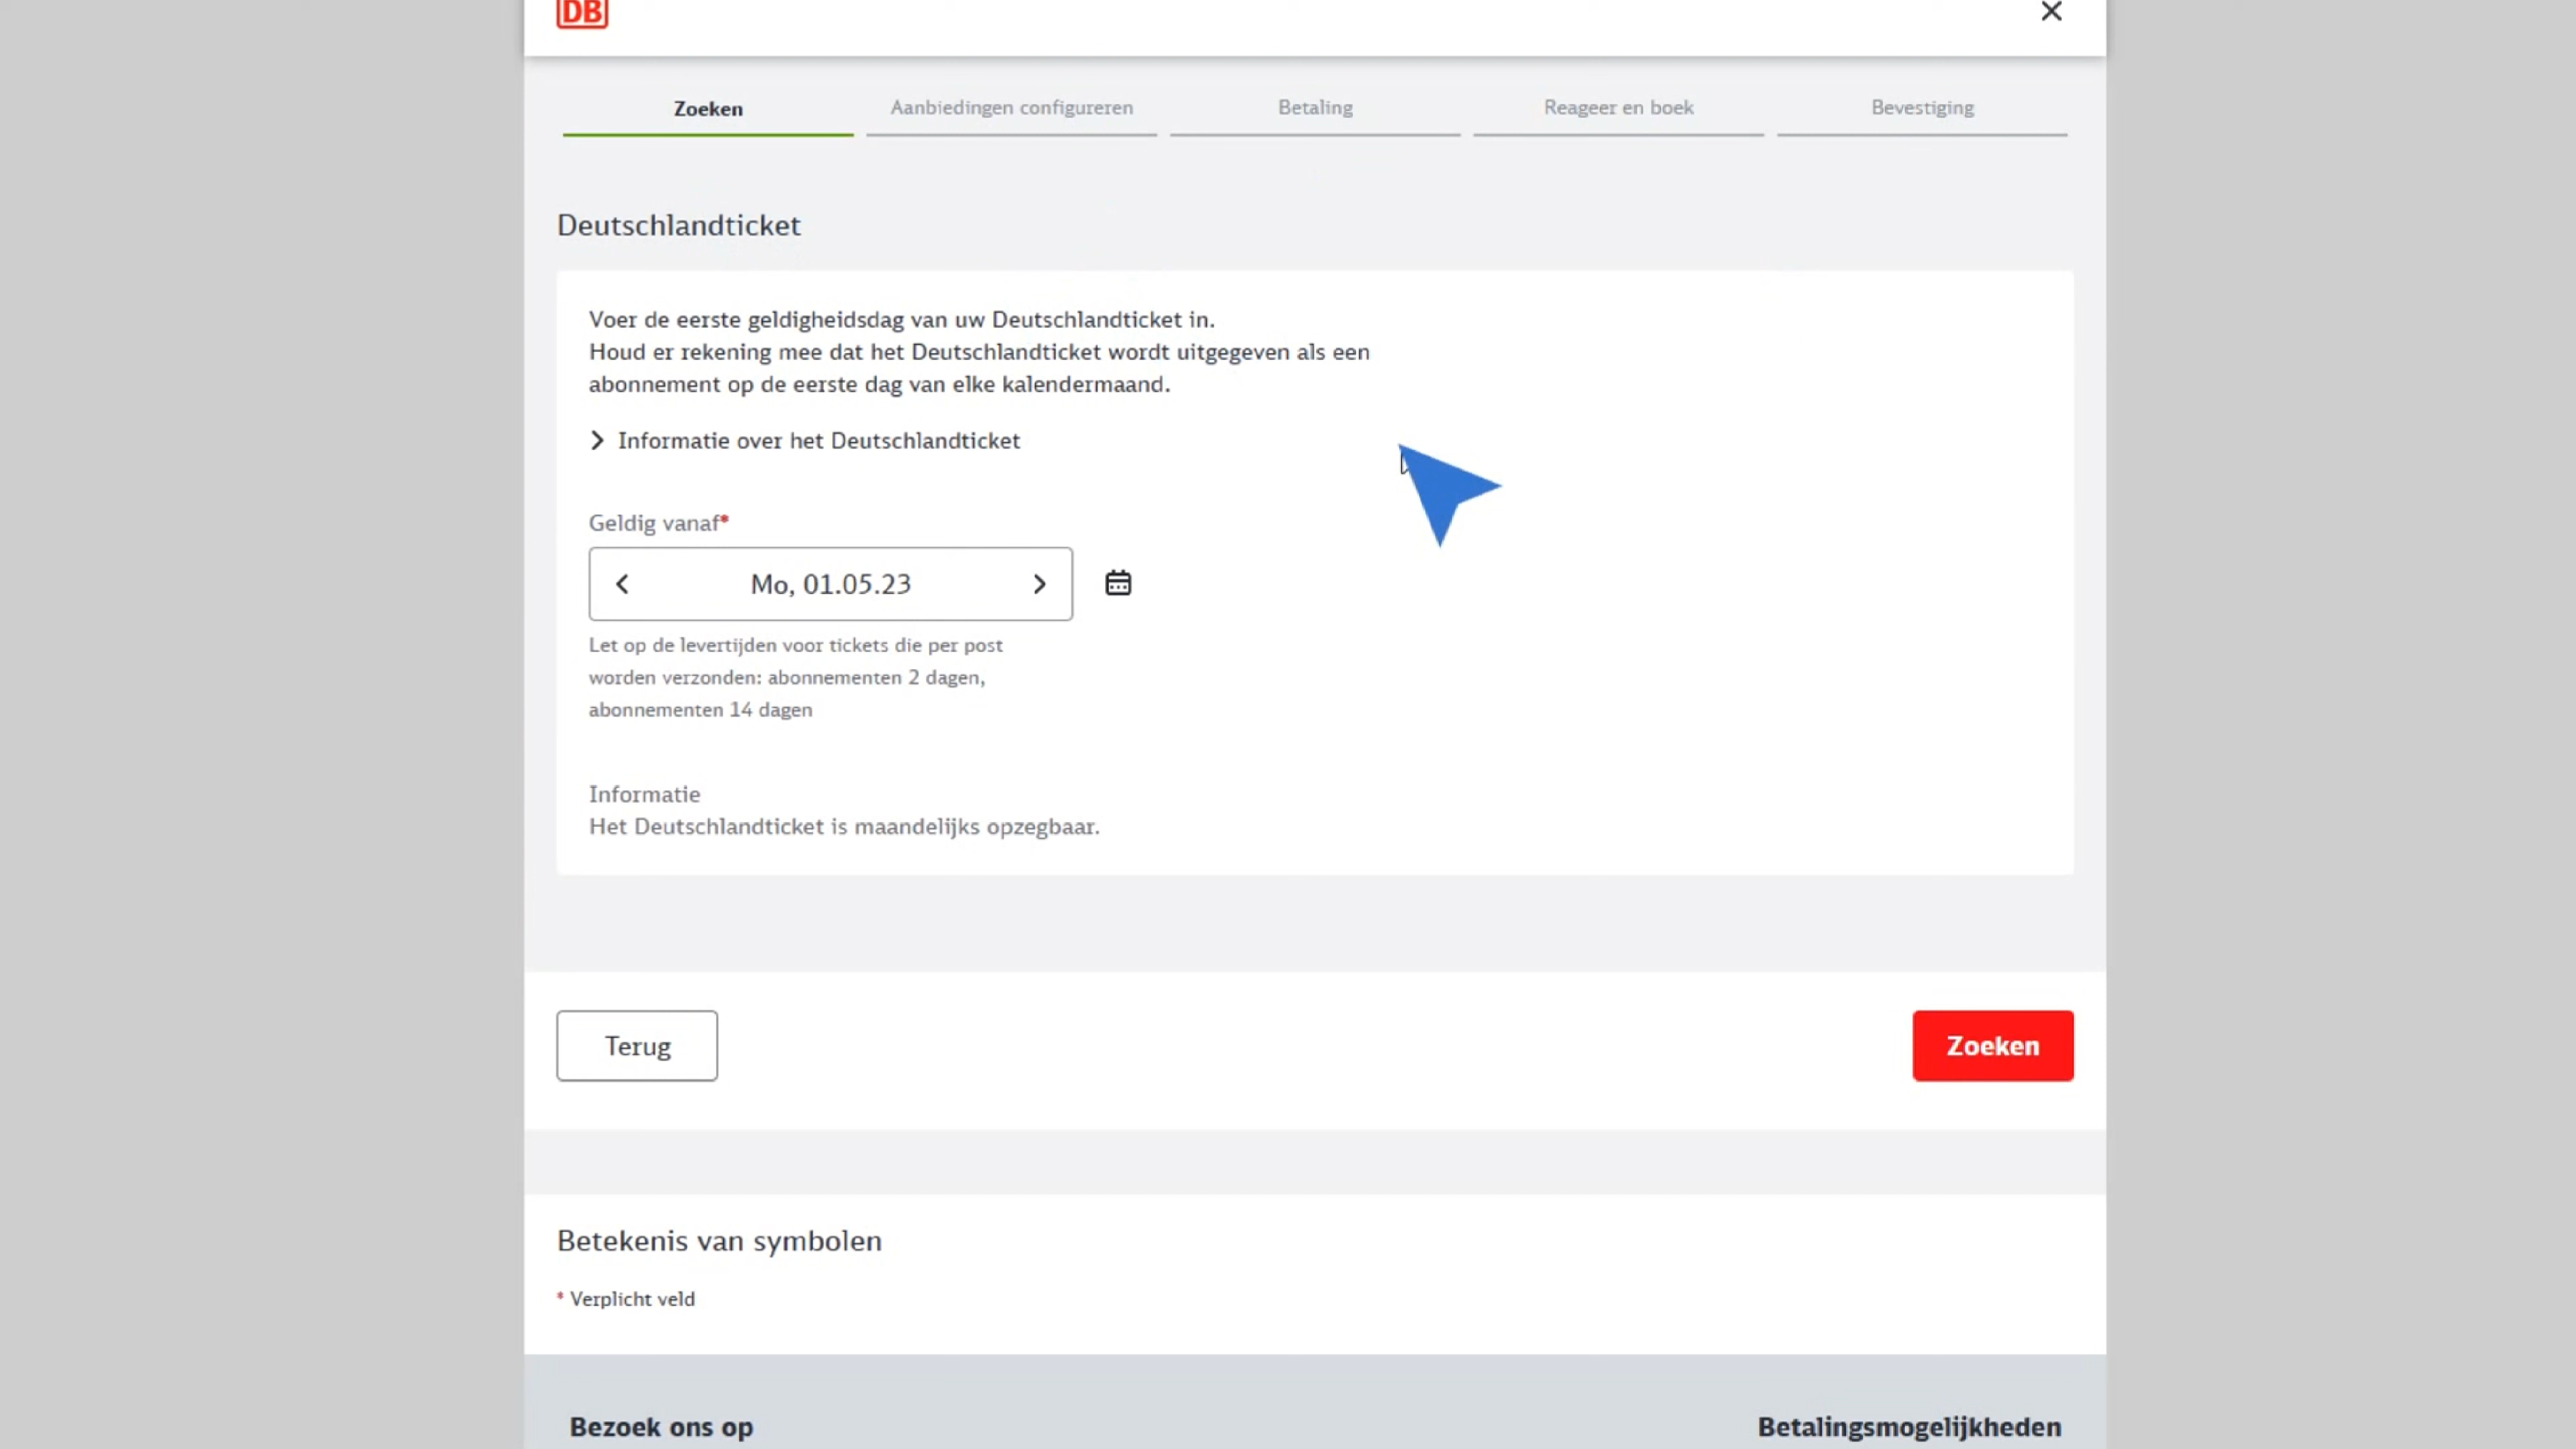 DB
Zoeken
Aanbiedingen configureren
Betaling
Reageer en boek
Bevestiging
Deutschlandticket
Voer de eerste geldigheidsdag van uw Deutschlandticket in.
Houd er rekening mee dat het Deutschlandticket wordt uitgegeven als een
abonnement op de eerste dag van elke kalendermaand.
Informatie over het Deutschlandticket
Geldig vanaf*
Mo, 01.05.23
Let op de levertijden voor tickets die per post
worden verzonden: abonnementen 2 dagen,
abonnementen 14 dagen
Informatie
Het Deutschlandticket is maandelijks opzegbaar.
Terug
Zoeken
Betekenis van symbolen
* Verplicht veld
Bezoek ons op
Betalingsmogelijkheden